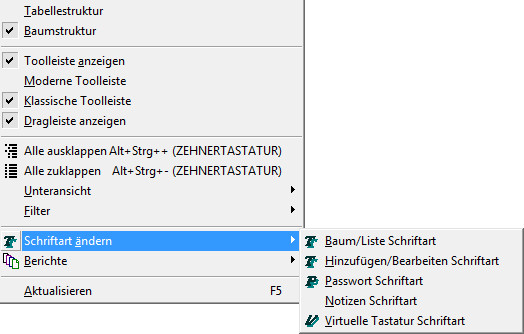 Tabellestruktur
Baumstruktur
Toolleiste anzeigen
Moderne Toolleiste
Klassische Toolleiste
Dragleiste anzeigen
Alle ausklappen Alt+Strg++ (ZEHNERTASTATUR)
Alle zuklappen Alt+Strg+- (ZEHNERTASTATUR)
Unteransicht
Filter
Schriftart ändern
Berichte
Aktualisieren F5
Baum/Liste Schriftart
Hinzufügen/Bearbeiten Schriftart
Passwort Schriftart
Notizen Schriftart
Virtuelle Tastatur Schriftart